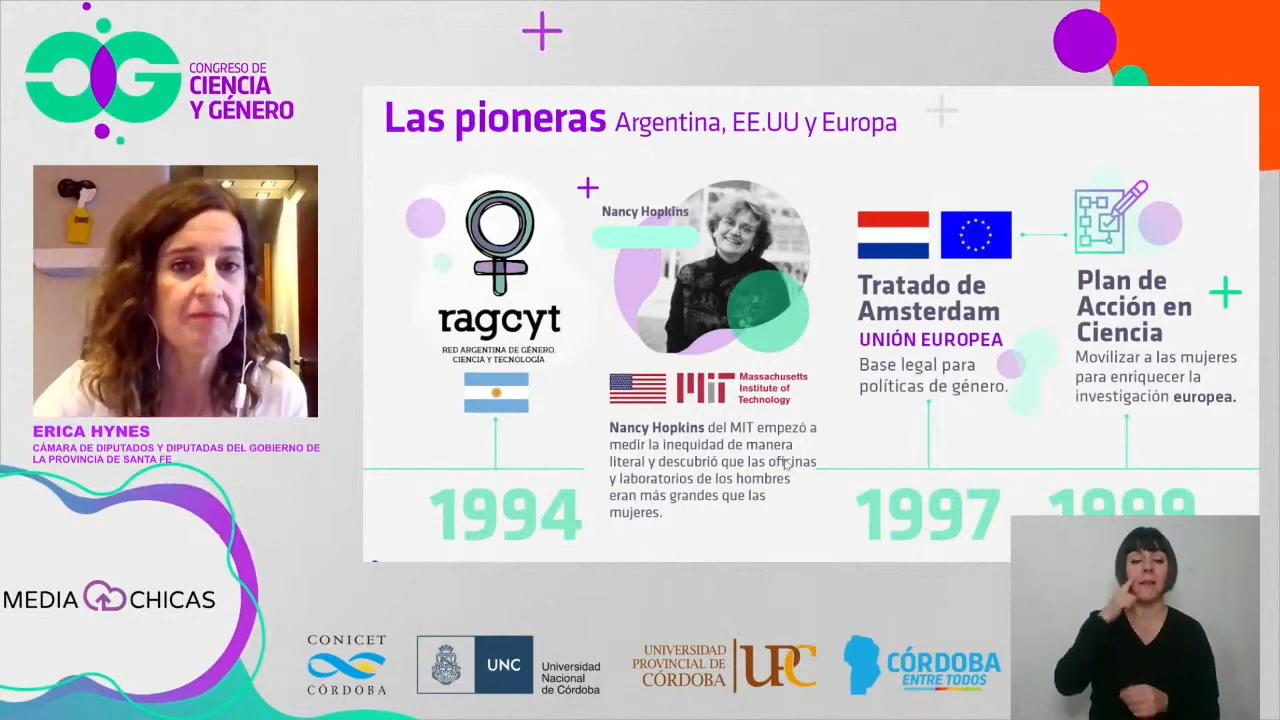 CONGRESO DE
CIENCIA
Y GÉNERO
ERICA HYNES
CÁMARA DE DIPUTADOS Y DIPUTADAS DEL GOBIERNO DE
LA PROVINCIA DE SANTA FE
MEDIA CHICAS
Las pioneras Argentina, EE.UU y Europa
ragcyt
RED ARGENTINA DE GÉNERO,
CIENCIA Y TECNOLOGÍA
1994
Nancy Hopkins
MIT
Massachusetts
Institute of
Technology
Nancy Hopkins del MIT empezó a
medir la inequidad de manera
literal y descubrió que las oficinas
y laboratorios de los hombres
eran más grandes que las
mujeres.
Tratado de
Amsterdam
UNIÓN EUROPEA
Base legal para
políticas de género.
1997
Plan de
Acción en
Ciencia
Movilizar a las mujeres
para enriquecer la
investigación europea.
1999
CONICET
CÓRDOBA
UNC
Universidad
Nacional
de Córdoba
UNIVERSIDAD
PROVINCIAL DE
CÓRDOBA
UPC
CÓRDOBA
ENTRE TODOS